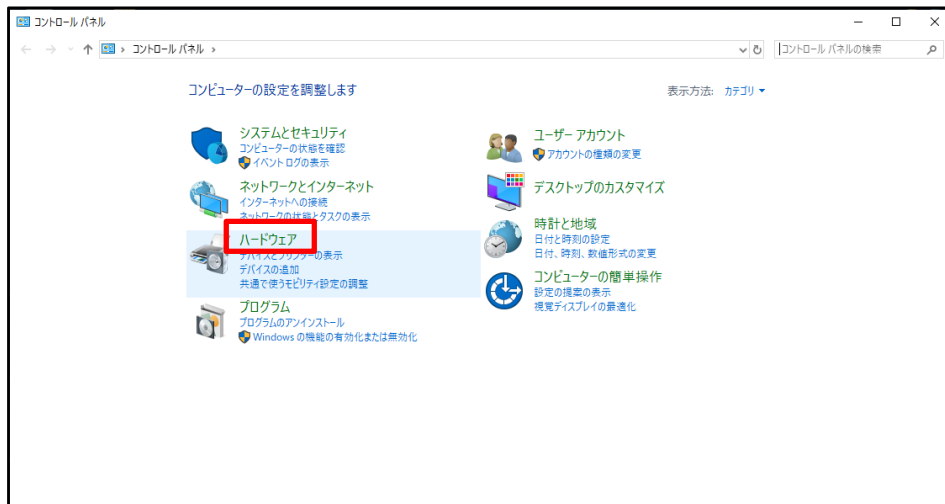 コントロール パネル
コントロール パネル
コントロール パネルの検索
コンピューターの設定を調整します
表示方法: カテゴリ
システムとセキュリティ
コンピューターの状態を確認
イベント ログの表示
ネットワークとインターネット
インターネットへの接続
ネットワークの状態とタスクの表示
ハードウェア
デバイスとプリンターの表示
デバイスの追加
共通で使うモビリティ設定の調整
プログラム
プログラムのアンインストール
Windows の機能の有効化または無効化
ユーザー アカウント
アカウントの種類の変更
デスクトップのカスタマイズ
時計と地域
日付と時刻の設定
日付、時刻、数値形式の変更
コンピューターの簡単操作
設定の提案の表示
視覚ディスプレイの最適化